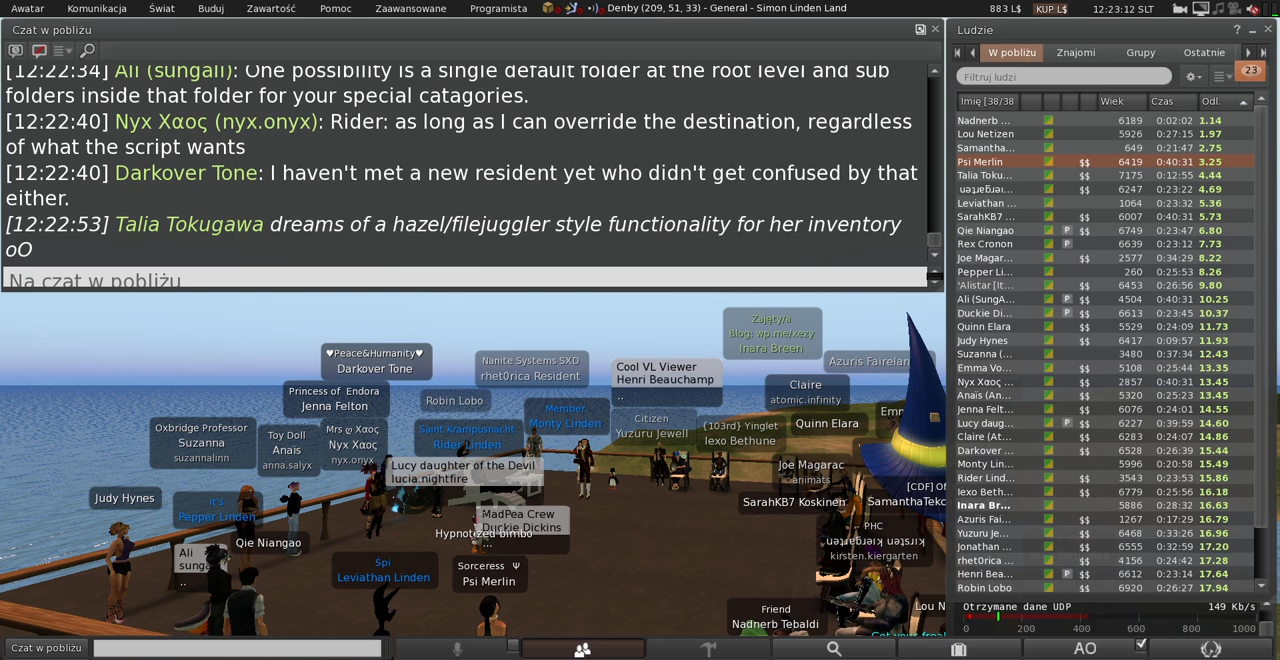 Awatar Komunikacja Świat Buduj Zawartość Pomoc Zaawansowane Programista Denby (209, 51, 33) - General - Simon Linden Land 883 L$ KUP L$ 12:23:12 SLT
Czat w pobliżu
[12:22:34] Ali (sungali): One possibility is a single default folder at the root level and sub
folders inside that folder for your special catagories.
[12:22:40] Nyx Χαος (nyx.onyx): Rider: as long as I can override the destination, regardless
of what the script wants
[12:22:40] Darkover Tone: I haven't met a new resident yet who didn't get confused by that
either.
[12:22:53] Talia Tokugawa dreams of a hazel/filejuggler style functionality for her inventory
oO
Na czat w pobliżu
Zajęty/a
Blog: wp.me/xezy
Inara Breen
♥Peace&Humanity♥
Darkover Tone
Nanite Systems SXD
rhet0rica Resident
Cool VL Viewer
Henri Beauchamp
..
Azuris Fairelan
Claire
atomic.infinity
Princess of Endora
Jenna Felton
Robin Lobo
Member
Monty Linden
Citizen
Yuzuru Jewell
{103rd} Yinglet
Iexo Bethune
Quinn Elara
Emm
Oxbridge Professor
Suzanna
suzannalinn
Toy Doll
Anaïs
anna.salyx
Mrs ღ Χαος
Nyx Χαος
nyx.onyx
Saint Krampusnacht
Rider Linden
Lucy daughter of the Devil
lucia.nightfire
Joe Magarac
animats
[CDF] Of
SamanthaTekc
SarahKB7 Koskinen
Judy Hynes
It's
Pepper Linden
MadPea Crew
Duckie Dickins
...
Hypnotized bimbo
Qie Niangao
PHC
kirsten.kiergarten
Ali
sunga
..
Spi
Leviathan Linden
Sorceress Ψ
Psi Merlin
Friend
Nadnerb Tebaldi
Lou N
Ludzie
W pobliżu Znajomi Grupy Ostatnie
Filtruj ludzi 23
Imię [38/38 Wiek Czas Odl.
Nadnerb ... 6189 0:02:02 1.14
Lou Netizen 5926 0:27:15 1.97
Samantha... 649 0:21:47 2.75
Psi Merlin $$ 6419 0:40:31 3.25
Talia Toku... $$ 7175 0:12:55 4.44
$$ 6247 0:23:22 4.69
Leviathan ... 1064 0:23:32 5.36
SarahKB7 ... $$ 6007 0:40:31 5.73
Qie Niangao P $$ 6749 0:23:47 6.80
Rex Cronon P 6639 0:23:12 7.73
Joe Magar... $$ 2577 0:34:29 8.22
Pepper Li... 260 0:25:53 8.26
'Alistar [It... $$ 6453 0:26:56 9.80
Ali (SungA... P $$ 4504 0:40:31 10.25
Duckie Di... P $$ 6613 0:23:45 10.37
Quinn Elara $$ 5529 0:24:09 11.73
Judy Hynes $$ 6417 0:09:57 11.93
Suzanna (... 3480 0:37:34 12.43
Emma Vo... $$ 5108 0:25:44 13.35
Nyx Χαος ... $$ 2857 0:40:31 13.45
Anaïs (An... $$ 5320 0:25:23 13.45
Jenna Felt... $$ 6076 0:24:01 14.55
Lucy daug... P $$ 6227 0:39:59 14.60
Claire (At... $$ 6283 0:24:07 14.86
Darkover ... $$ 6528 0:26:39 15.44
Monty Lin... 5996 0:20:58 15.49
Rider Lind... $$ 3543 0:23:53 15.86
Iexo Beth... $$ 6779 0:25:56 16.18
Inara Br... 5886 0:28:32 16.63
Azuris Fai... $$ 1267 0:17:29 16.79
Yuzuru Je... $$ 6468 0:33:26 16.96
Jonathan ... $$ 6555 0:32:59 17.20
rhet0rica ... $$ 4156 0:24:42 17.28
Henri Bea... P $$ 6612 0:23:14 17.64
Robin Lobo $$ 6920 0:26:27 17.94
Otrzymane dane UDP 149 Kb/s
0 200 400 600 800 1000
Czat w pobliżu AO